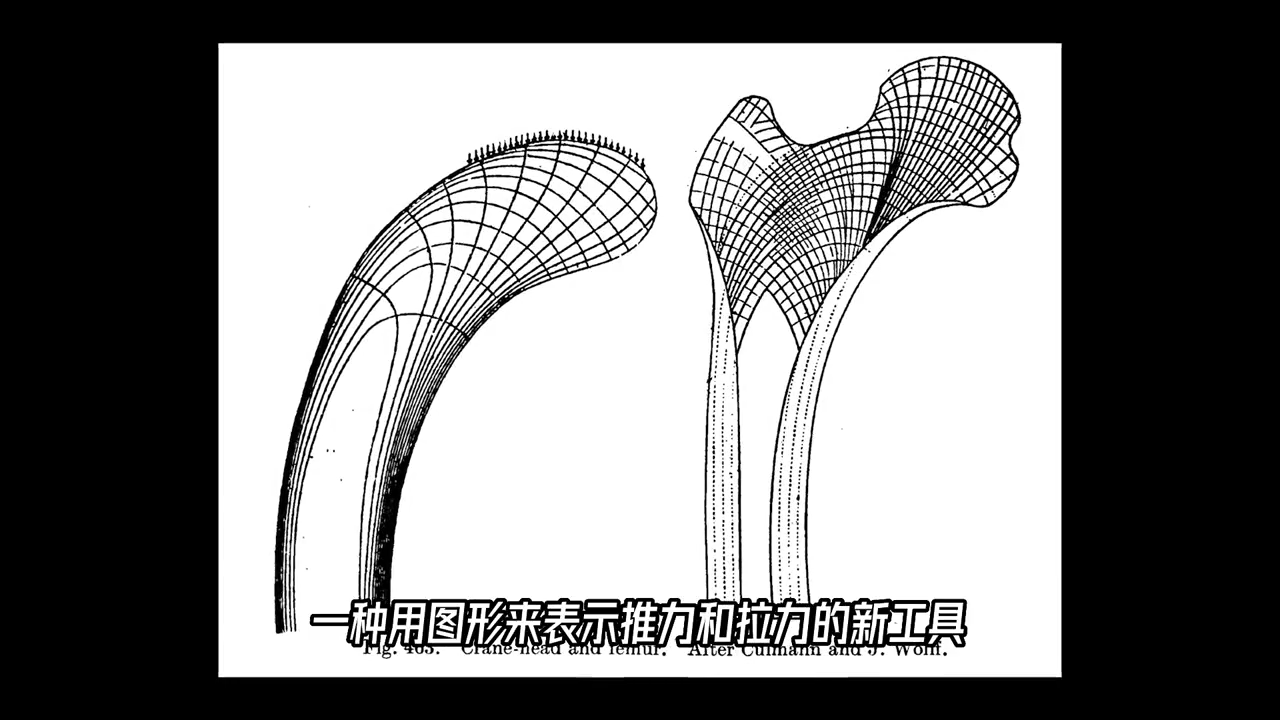 一种用图形来表示推力和拉力的新工具
Fig. 463. Crane-head and femur. After Culmann and J. Wolff.